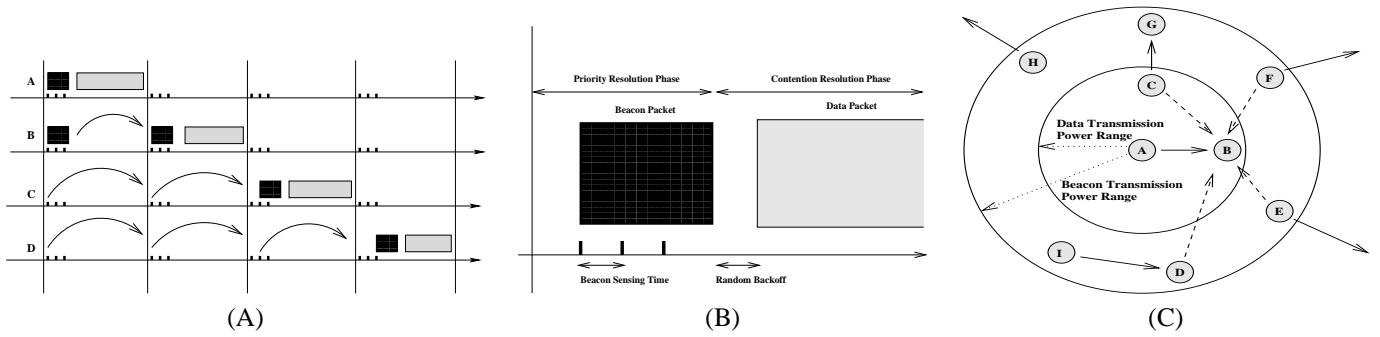 A
B
C
D
(A)
Priority Resolution Phase
Contention Resolution Phase
Beacon Packet
Data Packet
Beacon Sensing Time
Random Backoff
(B)
G
H
F
C
Data Transmission
Power Range
A
B
Beacon Transmission
Power Range
E
I
D
(C)